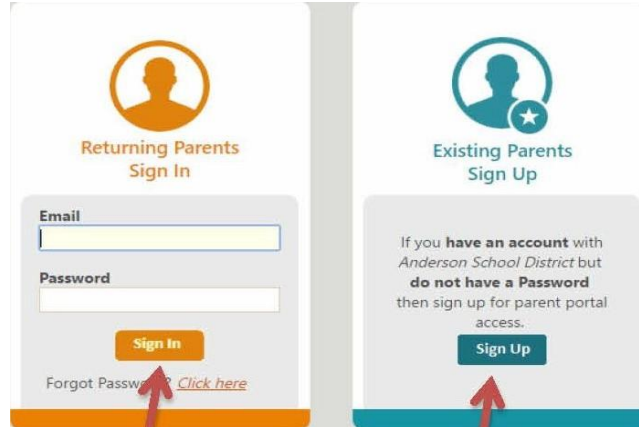 Returning Parents
Sign In
Email
Password
Sign In
Forgot Password? Click here
Existing Parents
Sign Up
If you have an account with
Anderson School District but
do not have a Password
then sign up for parent portal
access.
Sign Up